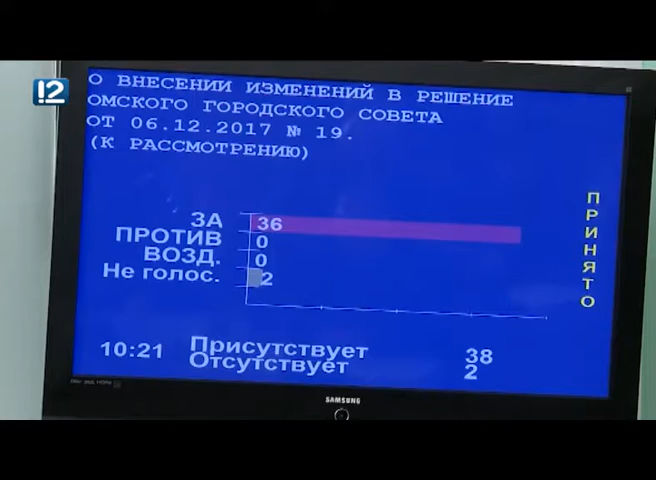 12
О ВНЕСЕНИИ ИЗМЕНЕНИЙ В РЕШЕНИЕ
ОМСКОГО ГОРОДСКОГО СОВЕТА
ОТ 06.12.2017 № 19.
(К РАССМОТРЕНИЮ)
ЗА 36
ПРОТИВ 0
ВОЗД. 0
Не голос. 2
ПРИНЯТО
10:21 Присутствует 38
Отсутствует 2
SAMSUNG